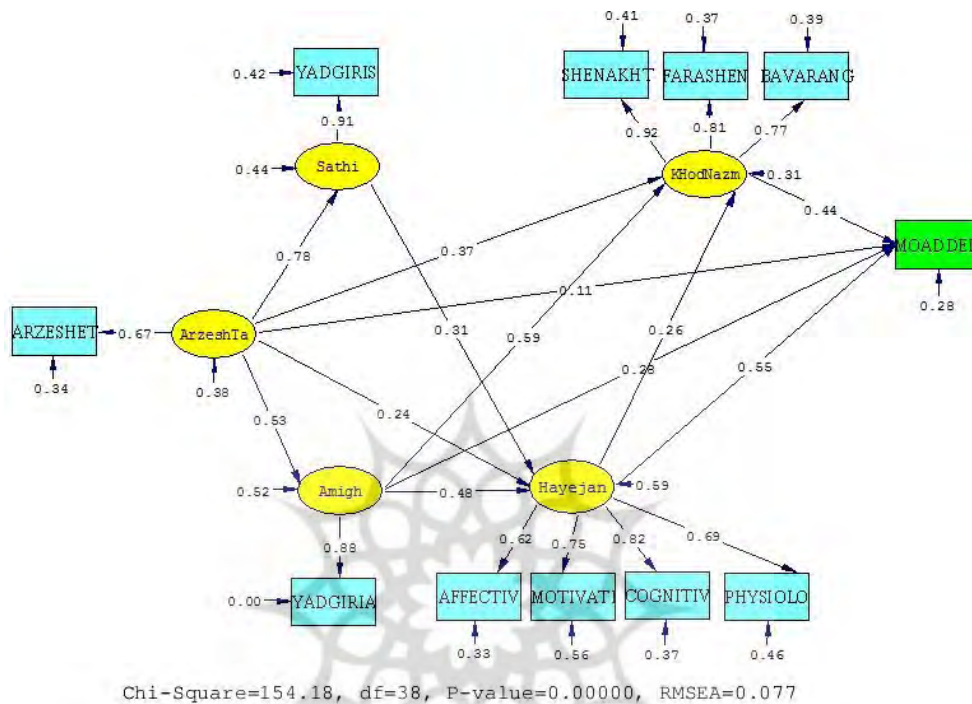 0.41 0.37 0.39
0.42 YADGIRIS SHENAKHT FARASHEN BAVARANG
0.91 0.92 0.81 0.77
0.44 Sathi KHodNazm 0.31
0.44
0.78 0.37 MOADDEL
0.11 0.28
ARZESHET 0.67 ArzeshTa 0.31 0.59 0.26
0.34 0.38 0.28 0.55
0.53 0.24
0.52 Amigh 0.48 Hayejan 0.59
0.88 0.62 0.75 0.82 0.69
0.00 YADGIRIA AFFECTIV MOTIVATI COGNITIV PHYSIOLO
0.33 0.56 0.37 0.46
Chi-Square=154.18, df=38, P-value=0.00000, RMSEA=0.077